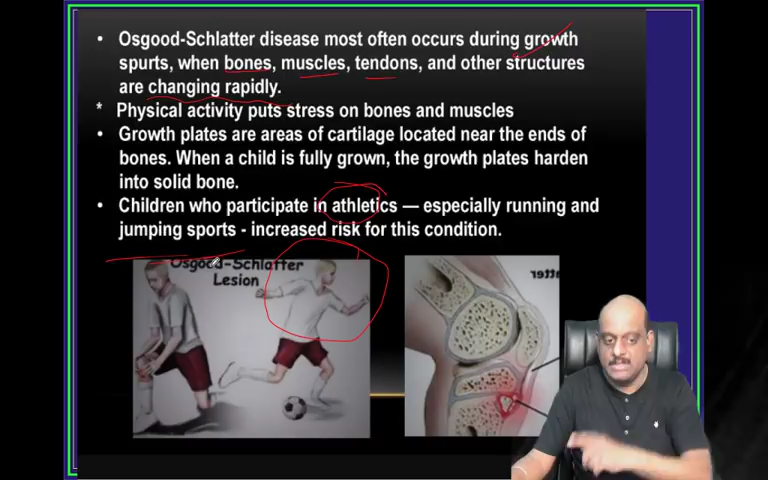 • Osgood-Schlatter disease most often occurs during growth
spurts, when bones, muscles, tendons, and other structures
are changing rapidly.
* Physical activity puts stress on bones and muscles
• Growth plates are areas of cartilage located near the ends of
bones. When a child is fully grown, the growth plates harden
into solid bone.
• Children who participate in athletics — especially running and
jumping sports - increased risk for this condition.
Osgood-Schlatter
Lesion